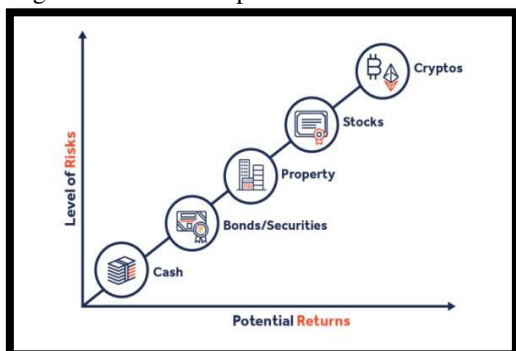 Cryptos
Stocks
Property
Bonds/Securities
Cash
Level of Risks
Potential Returns